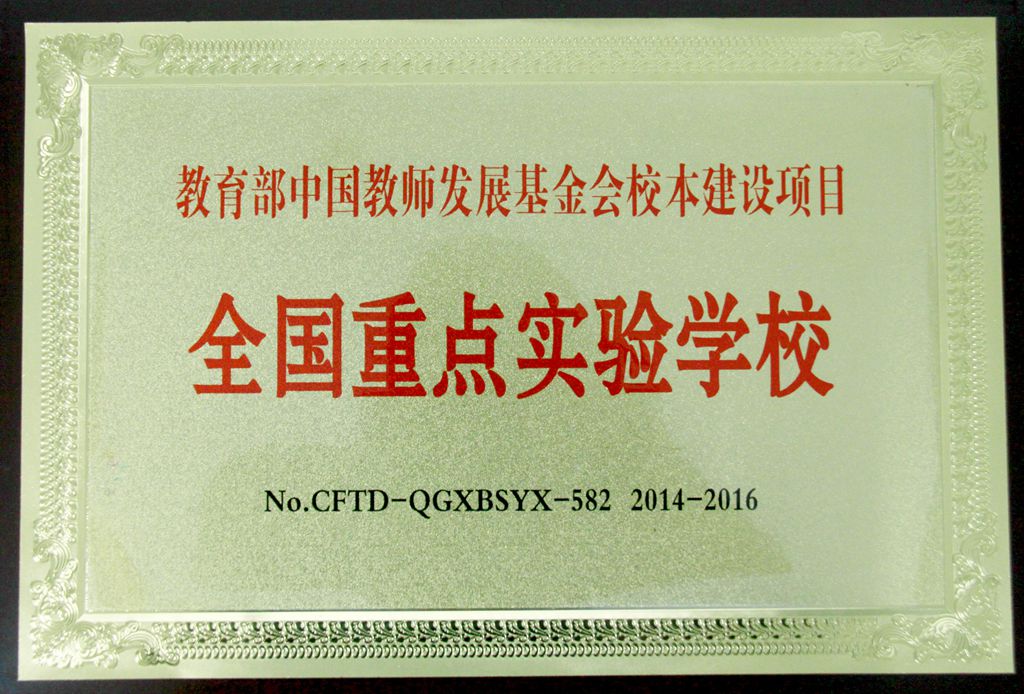 教育部中国教师发展基金会校本建设项目
全国重点实验学校
No.CFTD-QGXBSYX-582 2014-2016